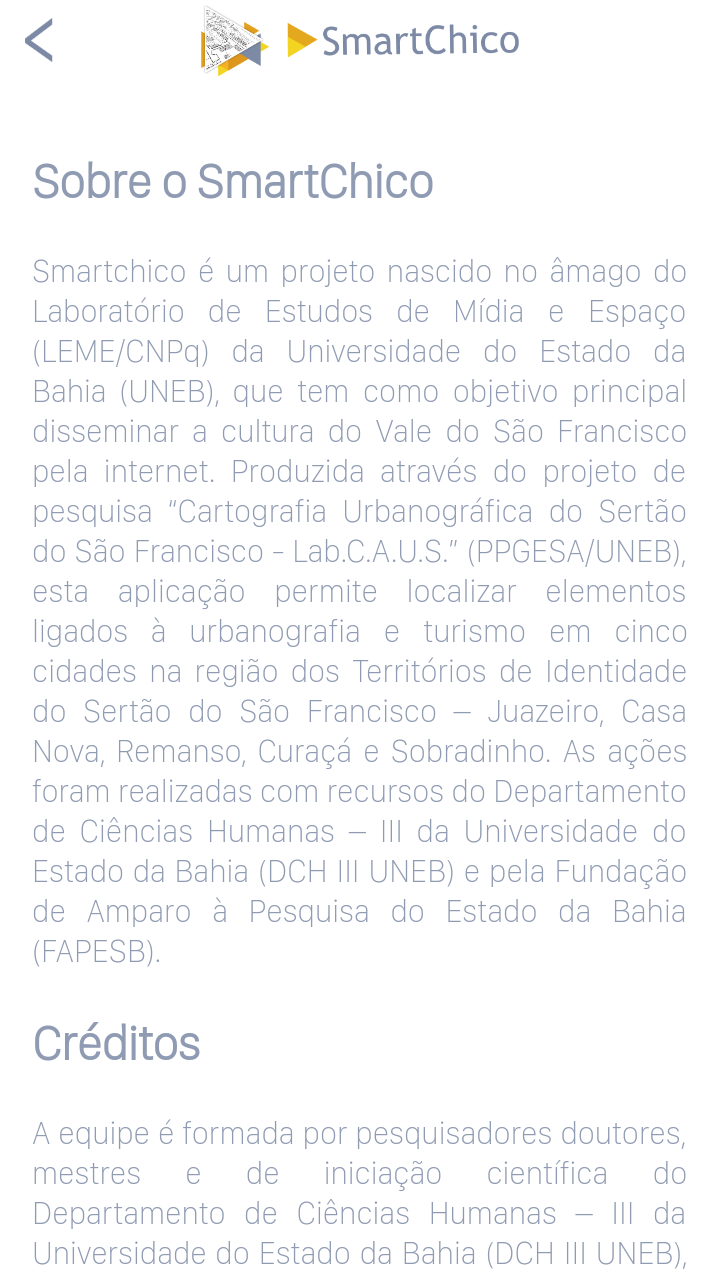 SmartChico
Sobre o SmartChico
Smartchico é um projeto nascido no âmago do
Laboratório de Estudos de Mídia e Espaço
(LEME/CNPq) da Universidade do Estado da
Bahia (UNEB), que tem como objetivo principal
disseminar a cultura do Vale do São Francisco
pela internet. Produzida através do projeto de
pesquisa “Cartografia Urbanográfica do Sertão
do São Francisco - Lab.C.A.U.S.” (PPGESA/UNEB),
esta aplicação permite localizar elementos
ligados à urbanografia e turismo em cinco
cidades na região dos Territórios de Identidade
do Sertão do São Francisco — Juazeiro, Casa
Nova, Remanso, Curaçá e Sobradinho. As ações
foram realizadas com recursos do Departamento
de Ciências Humanas — III da Universidade do
Estado da Bahia (DCH III UNEB) e pela Fundação
de Amparo à Pesquisa do Estado da Bahia
(FAPESB).
Créditos
A equipe é formada por pesquisadores doutores,
mestres e de iniciação científica do
Departamento de Ciências Humanas — III da
Universidade do Estado da Bahia (DCH III UNEB),